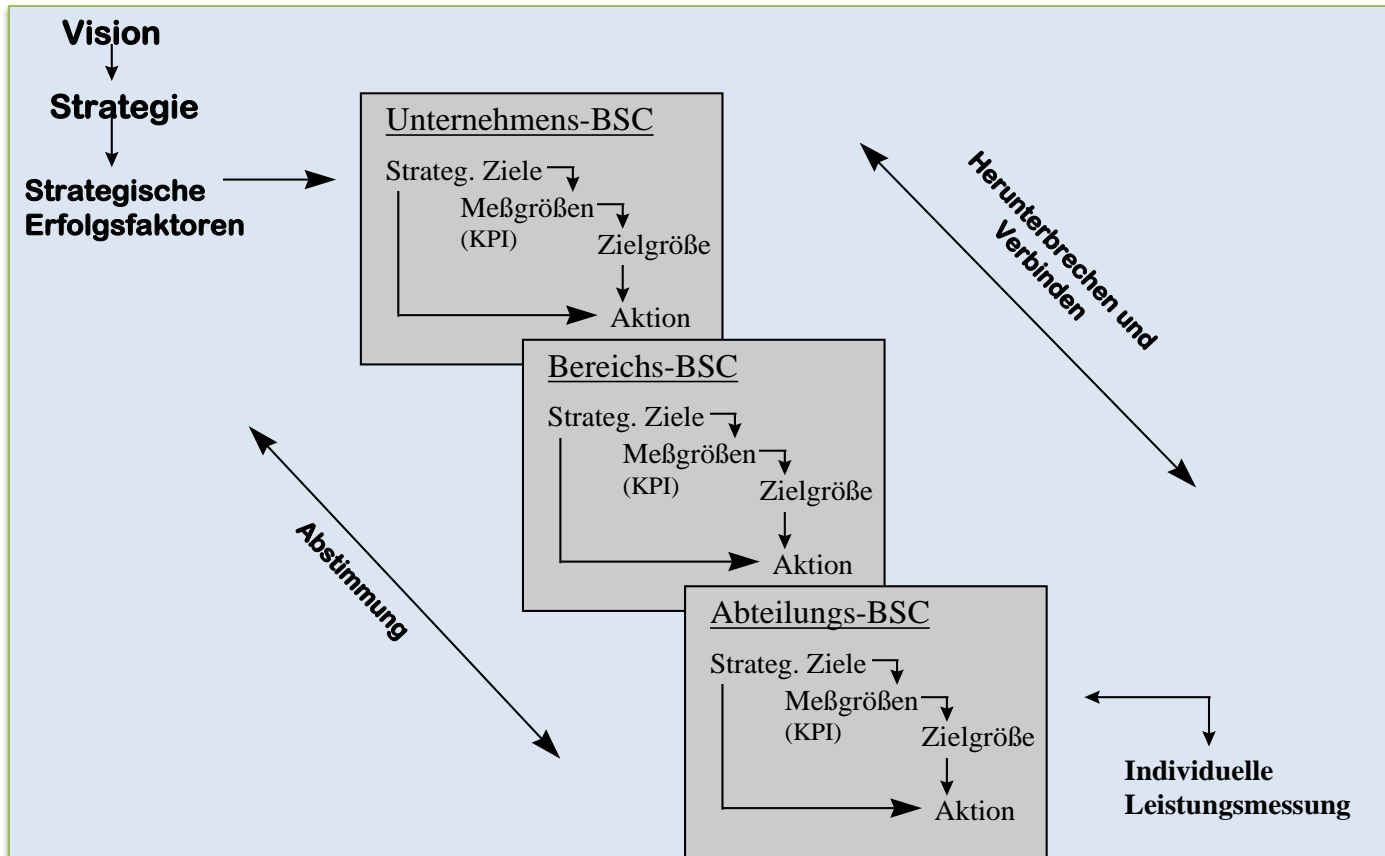 Vision
Strategie
Strategische
Erfolgsfaktoren
Unternehmens-BSC
Strateg. Ziele
Meßgrößen
(KPI)
Zielgröße
Aktion
Herunterbrechen und
Verbinden
Bereichs-BSC
Strateg. Ziele
Meßgrößen
(KPI)
Zielgröße
Aktion
Abstimmung
Abteilungs-BSC
Strateg. Ziele
Meßgrößen
(KPI)
Zielgröße
Aktion
Individuelle
Leistungsmessung